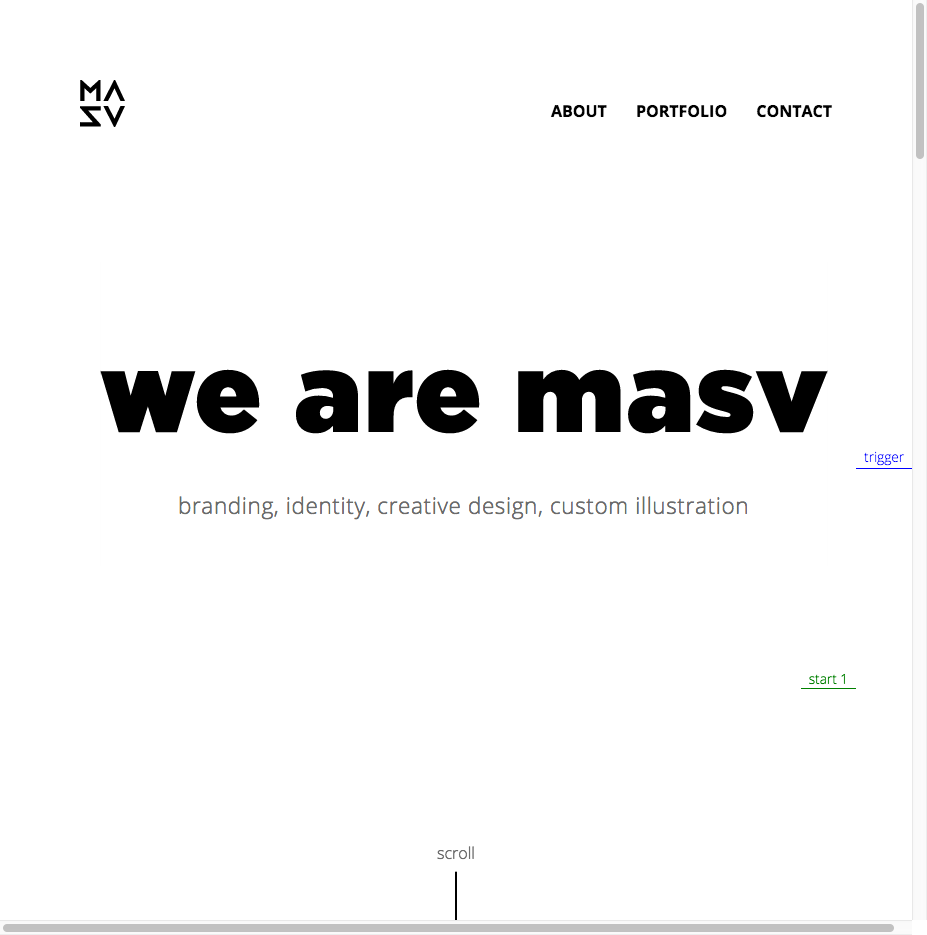 MA
SV
ABOUT PORTFOLIO CONTACT
we are masv
trigger
branding, identity, creative design, custom illustration
start 1
scroll